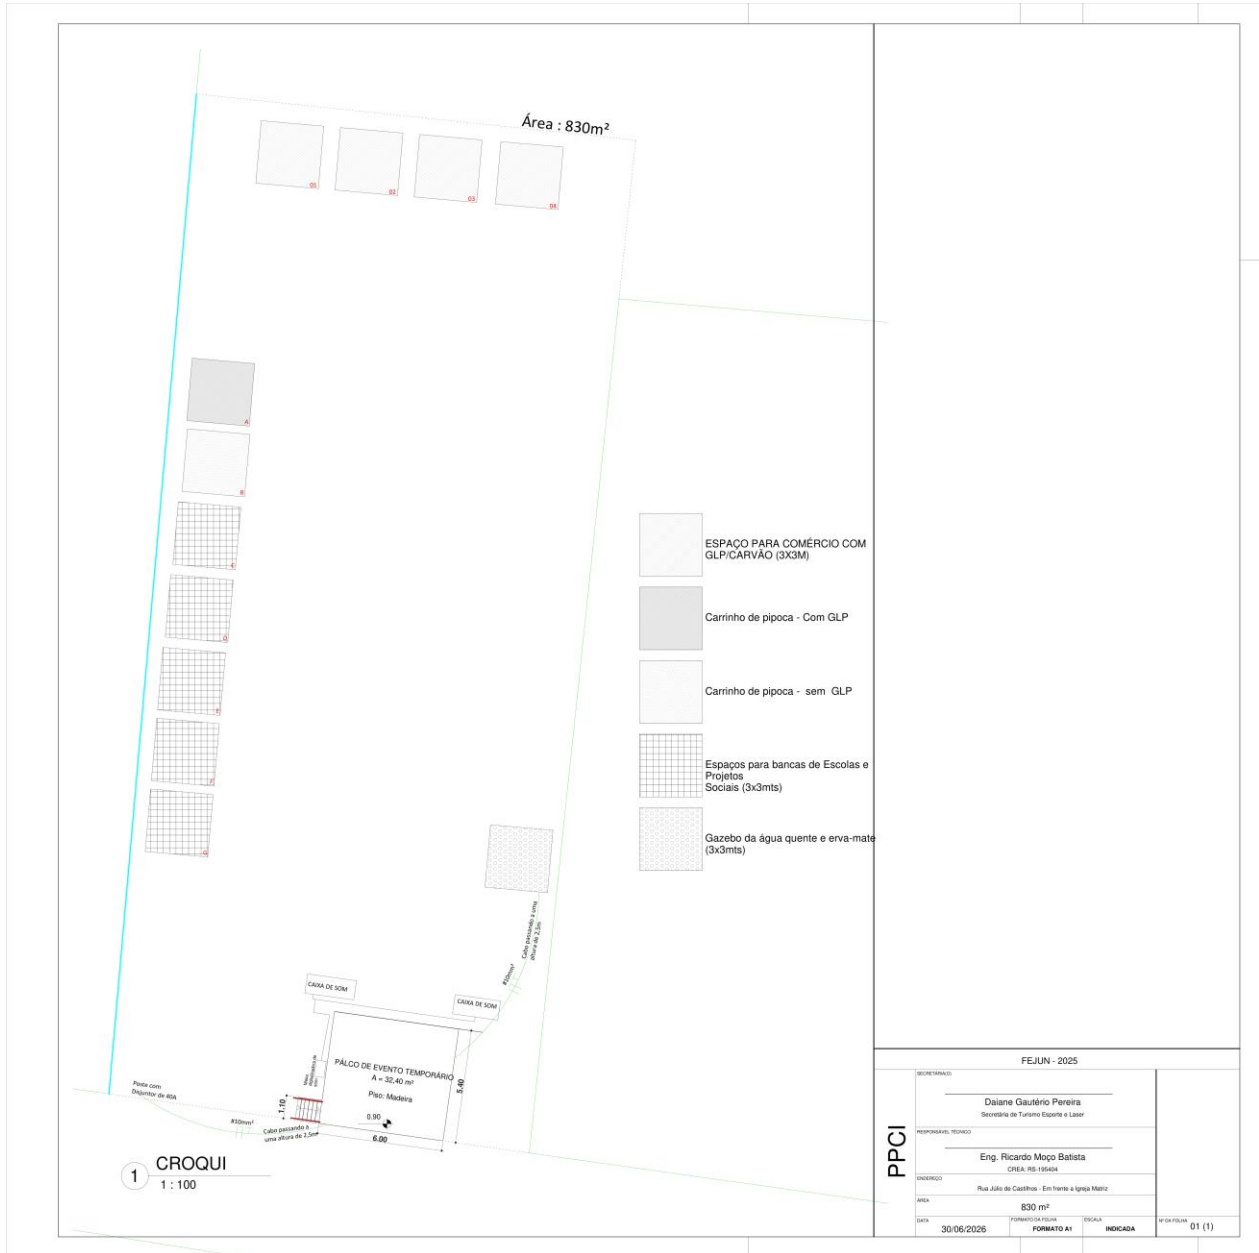 Área : 830m²
01
02
03
04
A
B
C
D
E
F
G
ESPAÇO PARA COMÉRCIO COM
GLP/CARVÃO (3X3M)
Carrinho de pipoca - Com GLP
Carrinho de pipoca - sem GLP
Espaços para bancas de Escolas e
Projetos
Sociais (3x3mts)
Gazebo da água quente e erva-mate
(3x3mts)
Cabo passando a uma
altura de 2,5m
#10mm²
CAIXA DE SOM
CAIXA DE SOM
PALCO DE EVENTO TEMPORÁRIO
A = 32,40 m²
Piso: Madeira
0.90
5.40
6.00
1.10
Poste com
Disjuntor de 40A
#10mm²
Cabo passando a
uma altura de 2,5m
1
CROQUI
1 : 100
FEJUN - 2025
PPCI
SECRETÁRIA(O)
Daiane Gautério Pereira
Secretária de Turismo Esporte e Laser
RESPONSÁVEL TÉCNICO
Eng. Ricardo Moço Batista
CREA: RS-195404
ENDEREÇO
Rua Júlio de Castilhos - Em frente a Igreja Matriz
ÁREA
830 m²
DATA
30/06/2026
FORMATO DA FOLHA
FORMATO A1
ESCALA
INDICADA
Nº DA FOLHA
01 (1)